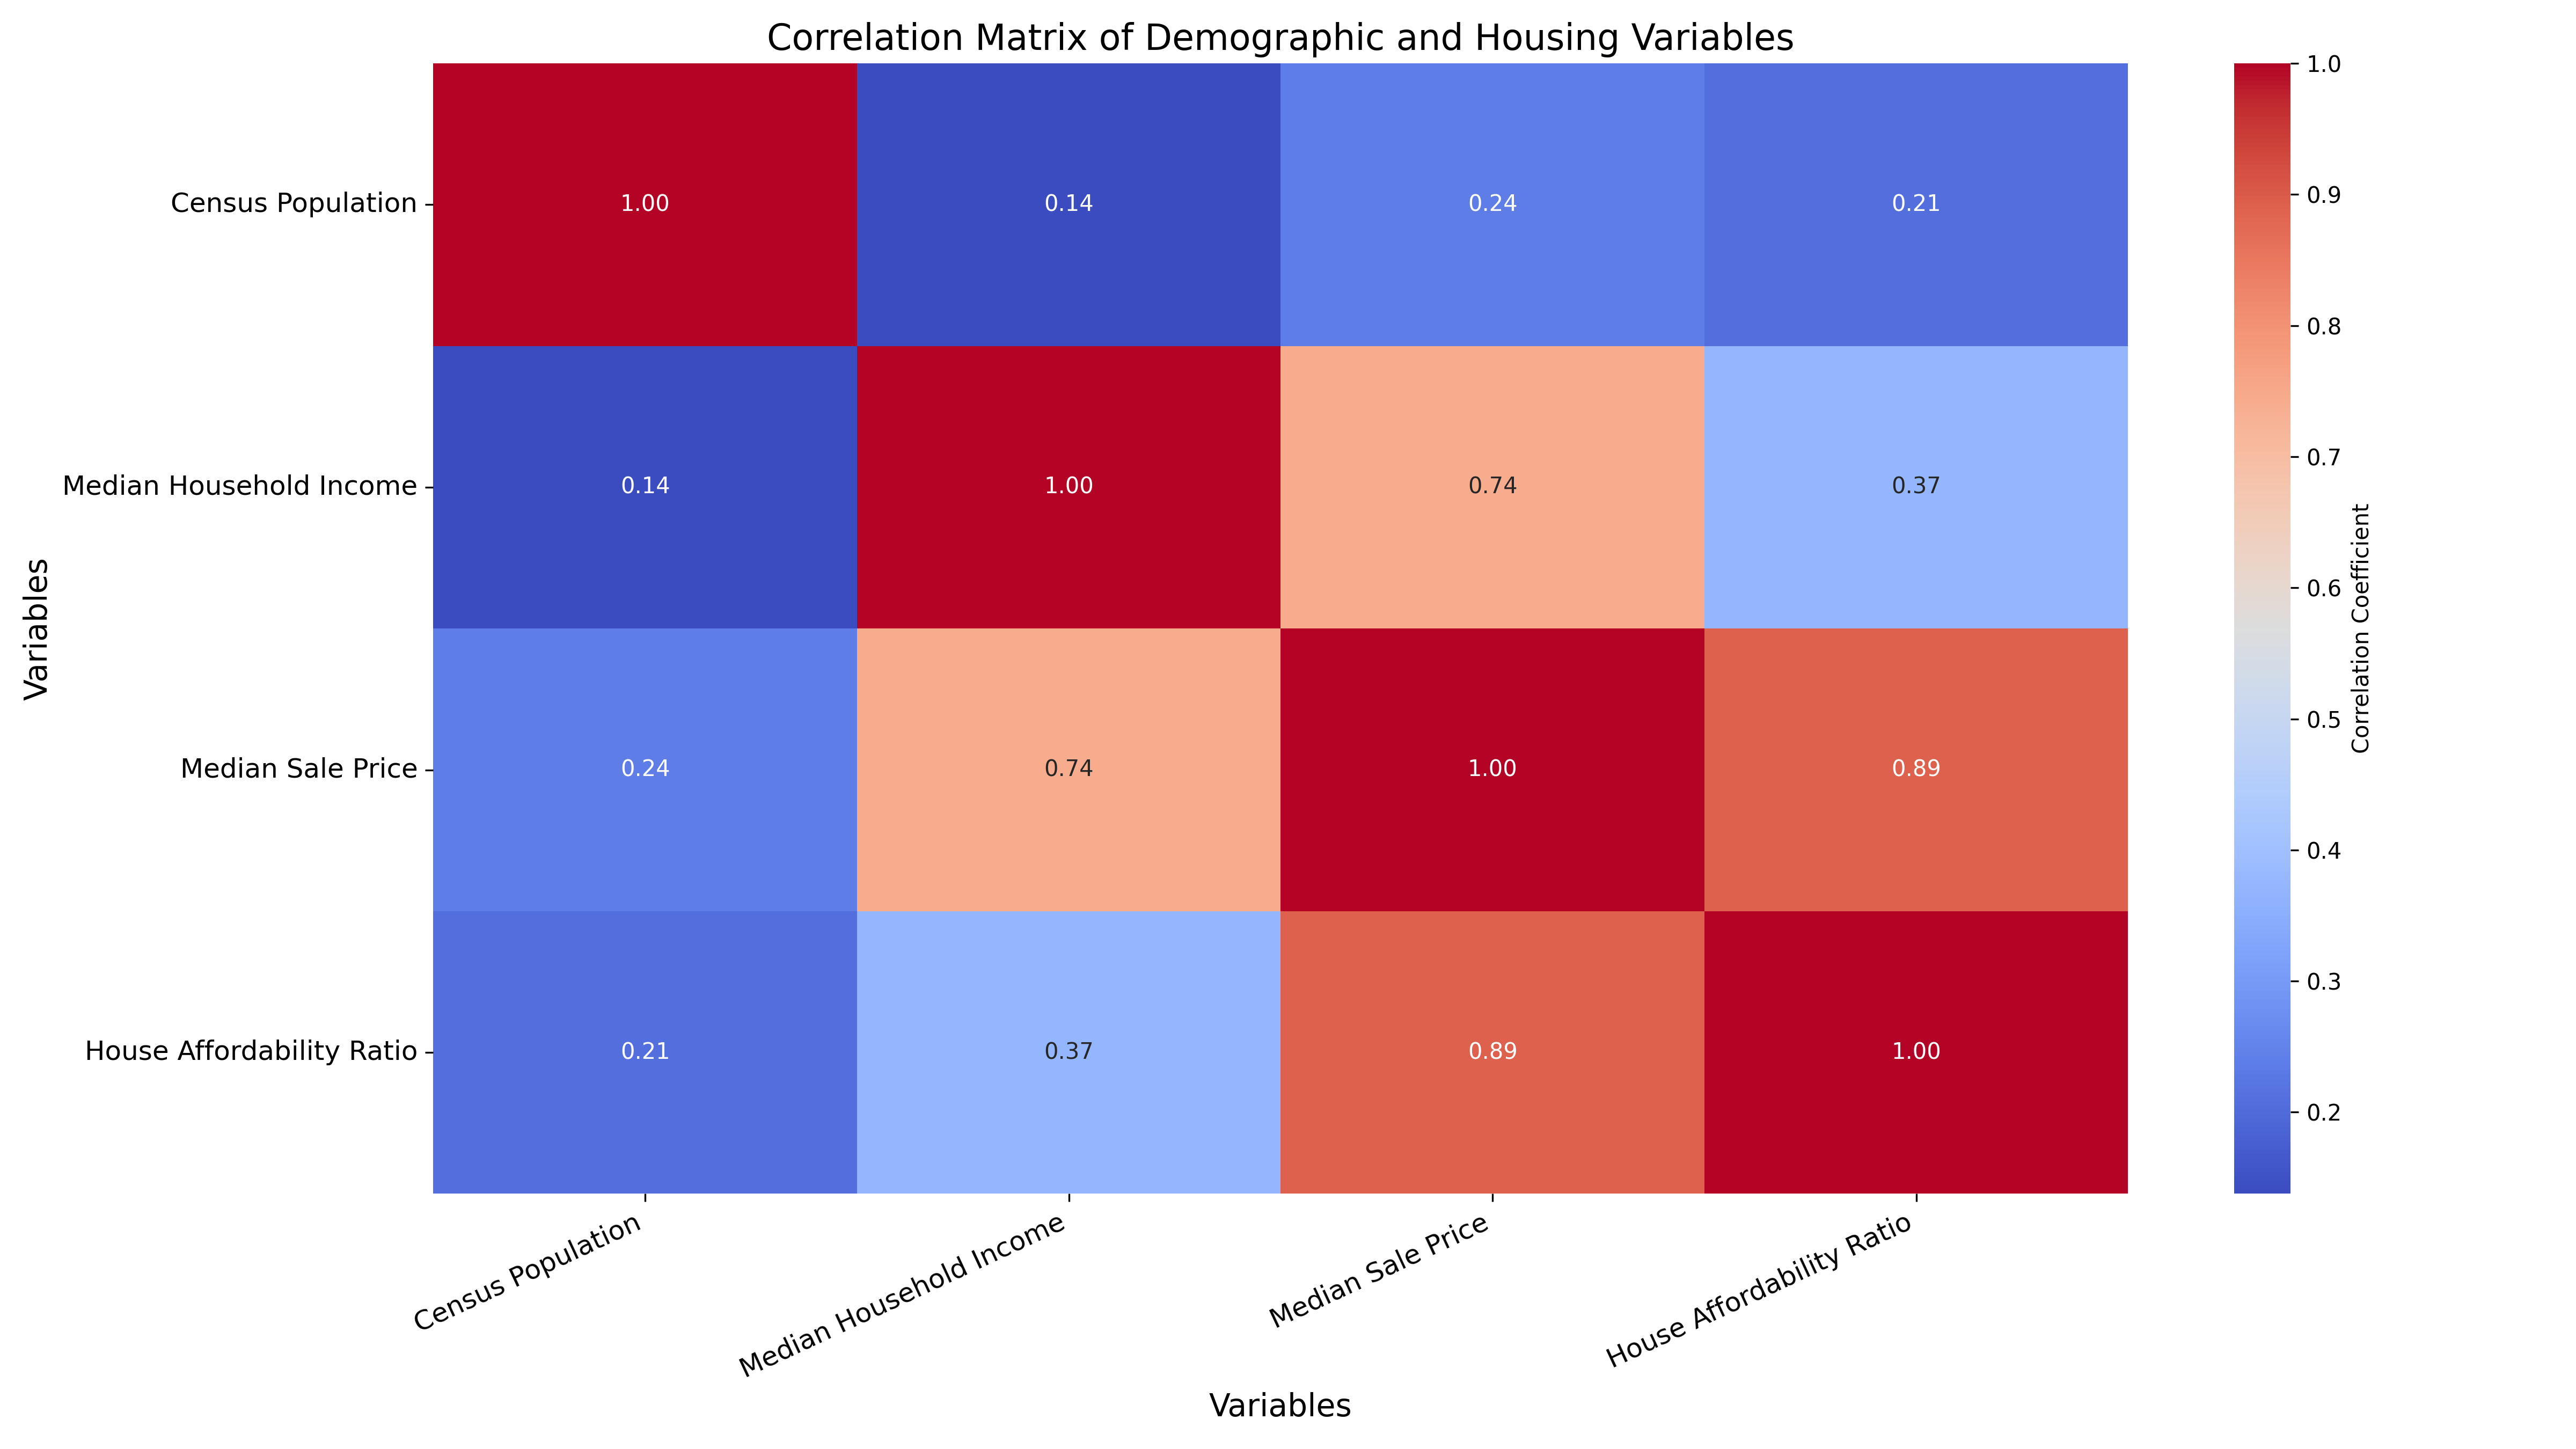 Correlation Matrix of Demographic and Housing Variables
Variables
Census Population
1.00
0.14
0.24
0.21
Median Household Income
0.14
1.00
0.74
0.37
Median Sale Price
0.24
0.74
1.00
0.89
House Affordability Ratio
0.21
0.37
0.89
1.00
Census Population
Median Household Income
Median Sale Price
House Affordability Ratio
Variables
1.0
0.9
0.8
0.7
0.6
0.5
0.4
0.3
0.2
Correlation Coefficient